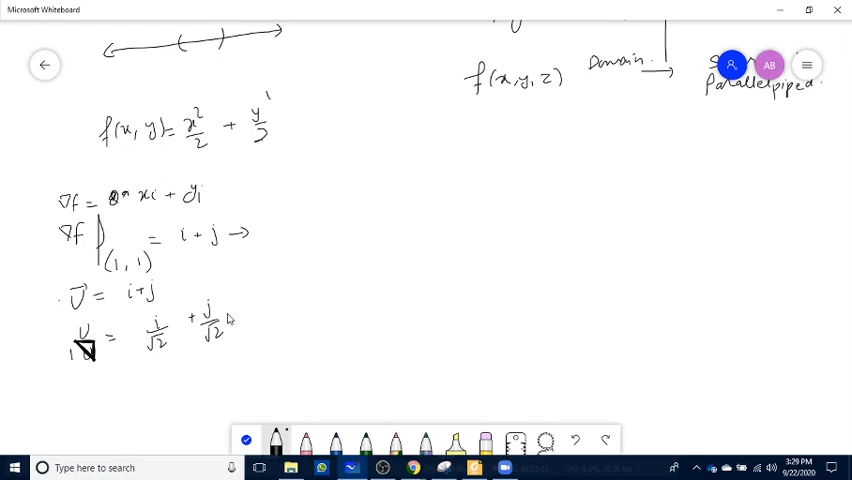 Microsoft Whiteboard
AB
f(x,y,z)
Domain.
Parallelpiped.
f(x, y)= x²/2 + y'/2
∇f = xi + yj
∇f | (1, 1) = i + j →
U⃗ = i+j
U = i/√2 + j/√2
Type here to search
3:29 PM
9/22/2020